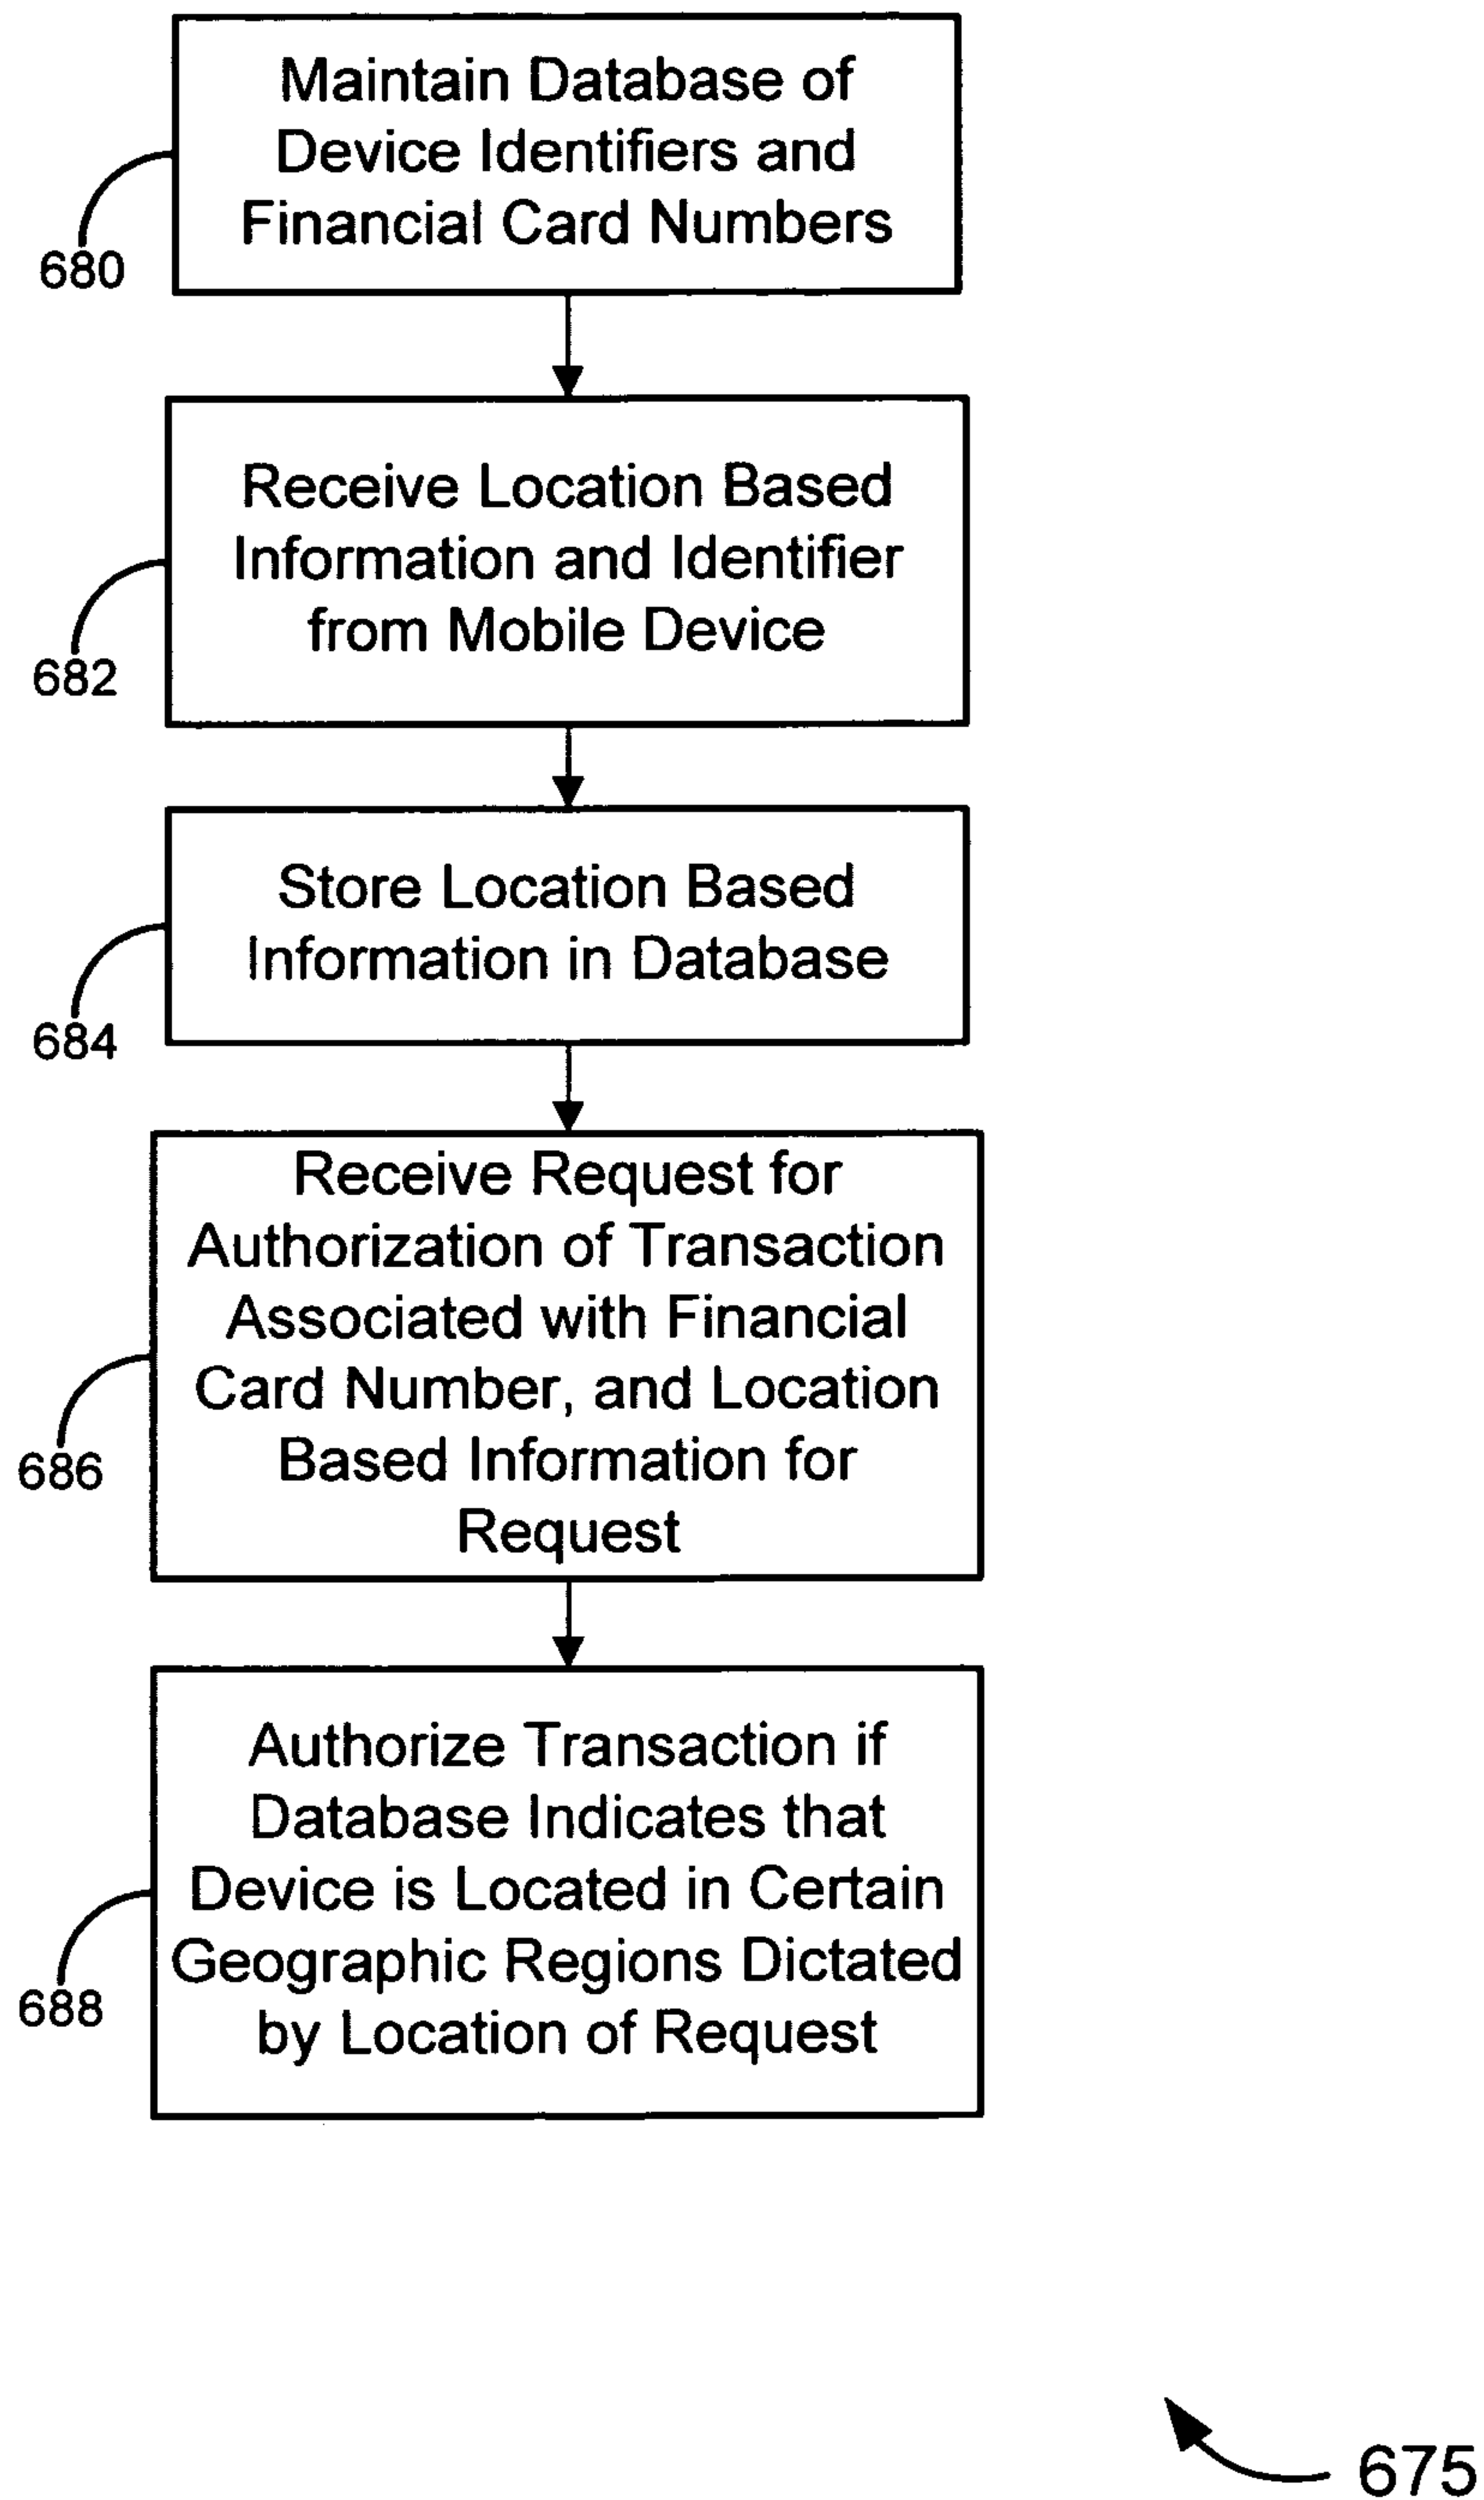 Maintain Database of
Device Identifiers and
Financial Card Numbers
680
Receive Location Based
Information and Identifier
from Mobile Device
682
Store Location Based
Information in Database
684
Receive Request for
Authorization of Transaction
Associated with Financial
Card Number, and Location
Based Information for
Request
686
Authorize Transaction if
Database Indicates that
Device is Located in Certain
Geographic Regions Dictated
by Location of Request
688
675